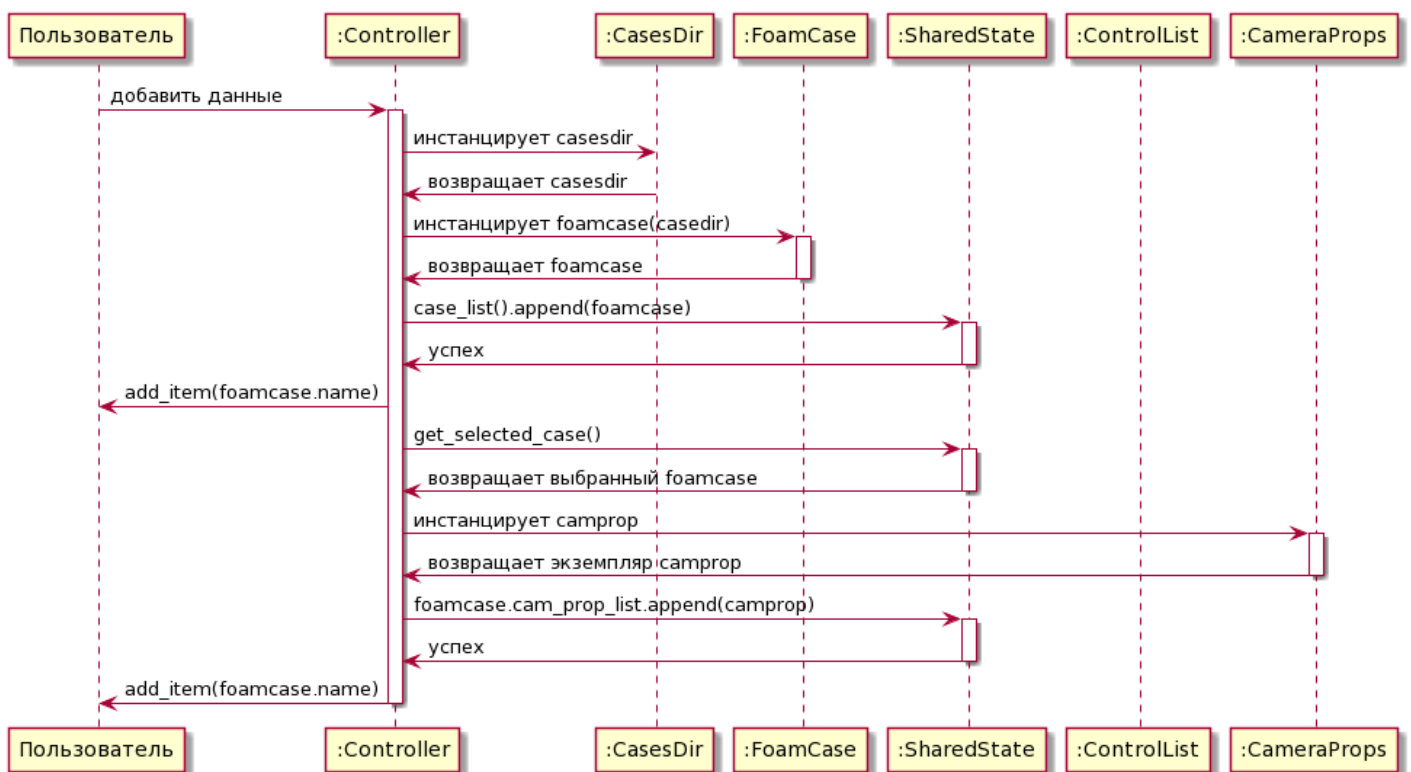 Пользователь :Controller :CasesDir :FoamCase :SharedState :ControlList :CameraProps
добавить данные
инстанцирует casesdir
возвращает casesdir
инстанцирует foamcase(casedir)
возвращает foamcase
case_list().append(foamcase)
успех
add_item(foamcase.name)
get_selected_case()
возвращает выбранный foamcase
инстанцирует camprop
возвращает экземпляр camprop
foamcase.cam_prop_list.append(camprop)
успех
add_item(foamcase.name)
Пользователь :Controller :CasesDir :FoamCase :SharedState :ControlList :CameraProps